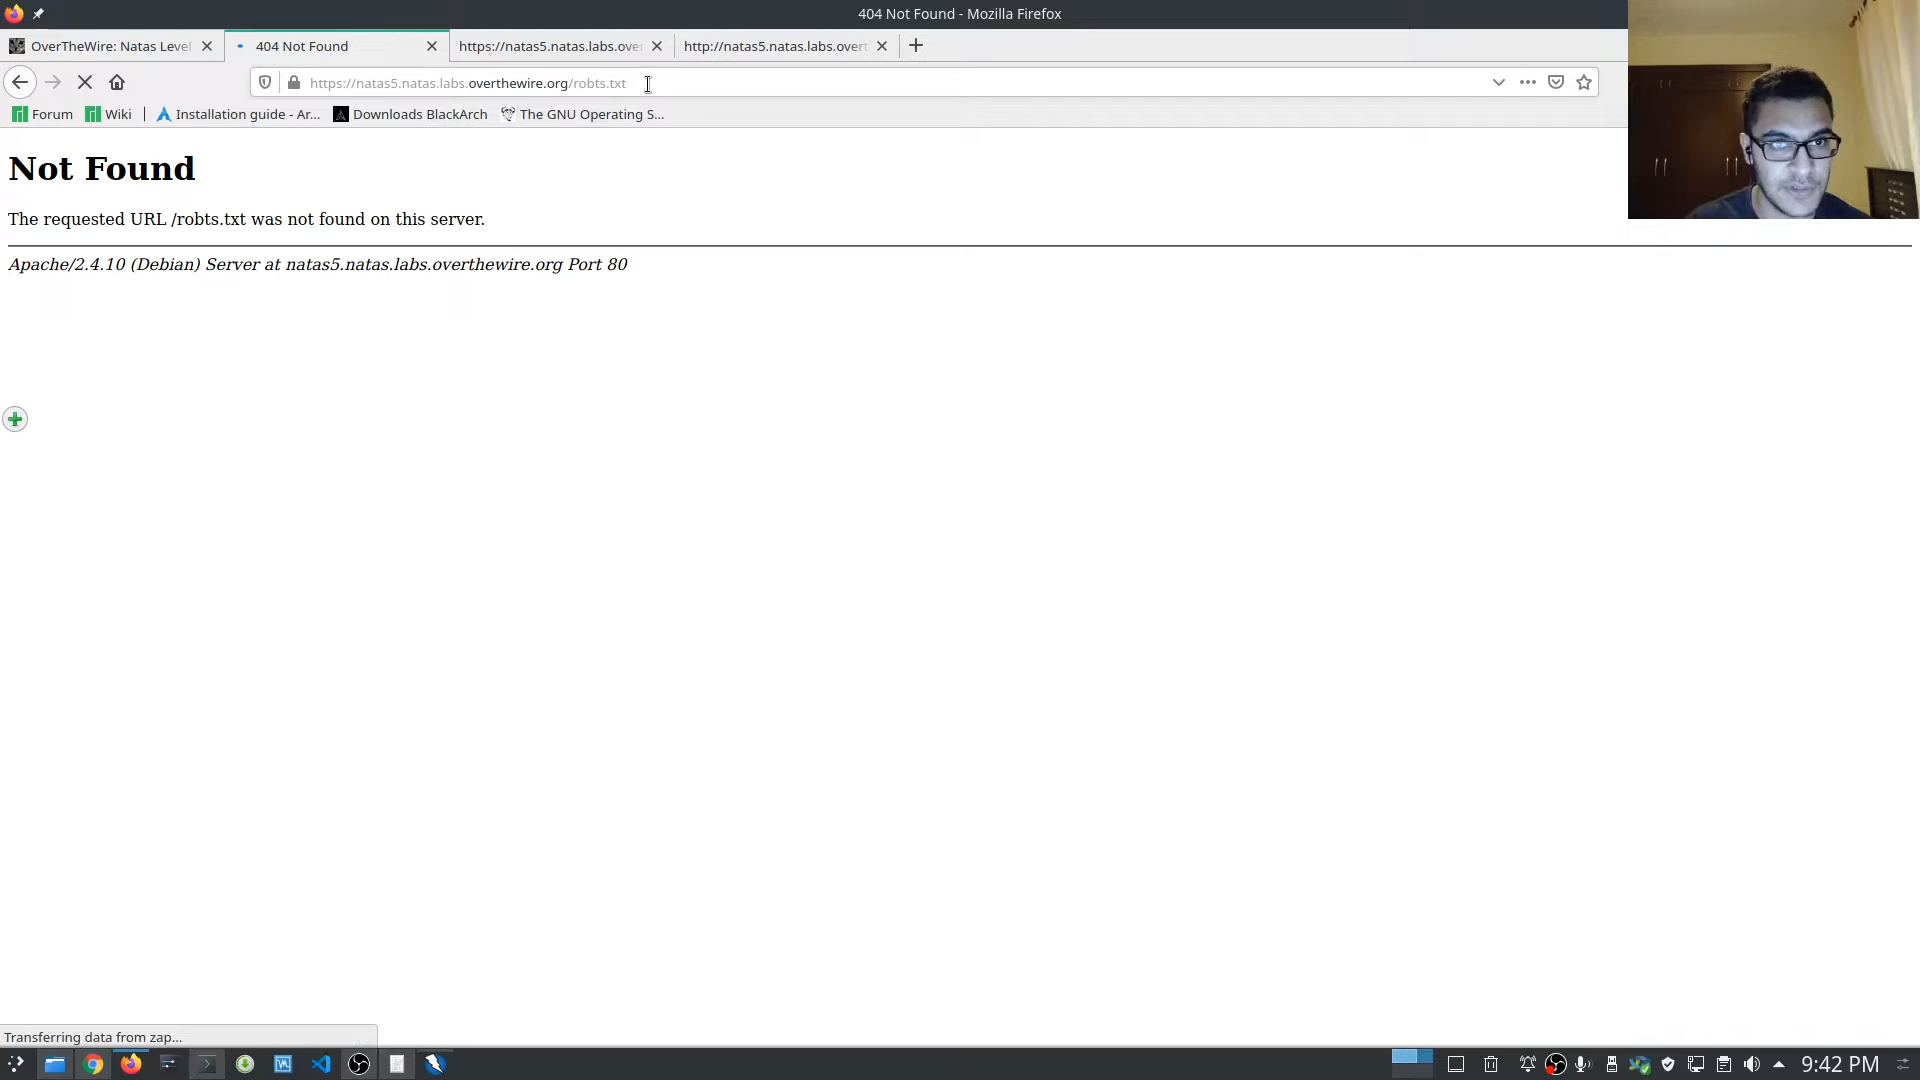 404 Not Found - Mozilla Firefox
OverTheWire: Natas Level
404 Not Found
https://natas5.natas.labs.over
http://natas5.natas.labs.overt
https://natas5.natas.labs.overthewire.org/robts.txt
Forum
Wiki
Installation guide - Ar...
Downloads BlackArch
The GNU Operating S...
Not Found
The requested URL /robts.txt was not found on this server.
Apache/2.4.10 (Debian) Server at natas5.natas.labs.overthewire.org Port 80
Transferring data from zap...
9:42 PM